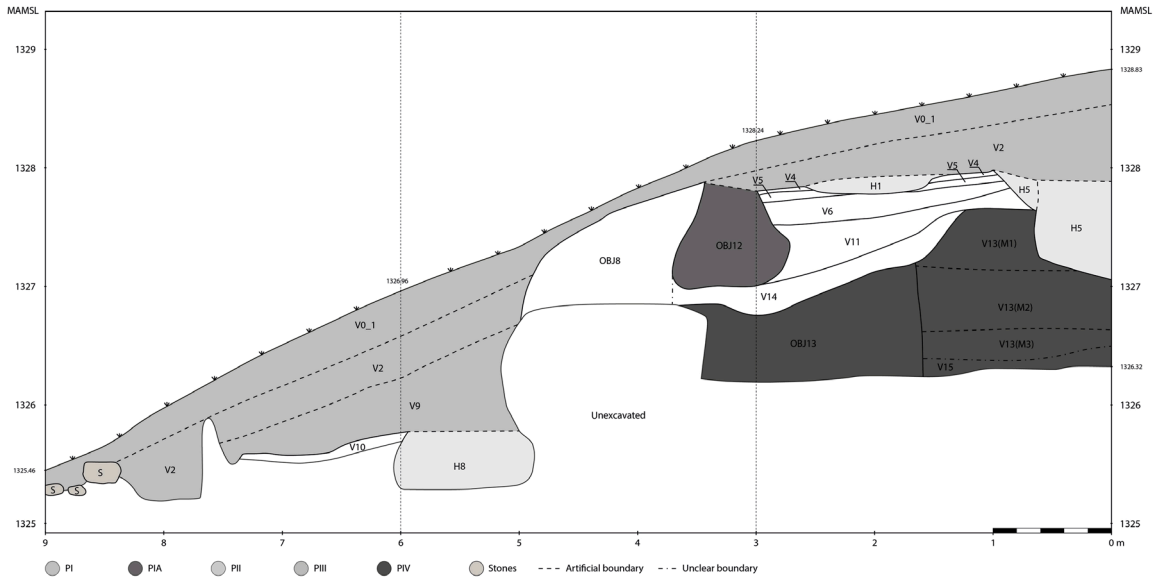 MAMSL MAMSL
1329 1329
1328.83
V0_1
1328.24
V2
1328 1328
V5 V4
V5 V4
H1
H5
V6
H5
OBJ12
V11
V13(M1)
OBJ8
1327 1327
1326.96
V14
V13(M2)
V0_1
OBJ13
V13(M3)
V2
V15
1326.32
1326 1326
V9
Unexcavated
V10
1325.46
S
V2
H8
S S
1325 1325
9 8 7 6 5 4 3 2 1 0 m
PI PIA PII PIII PIV Stones Artificial boundary Unclear boundary